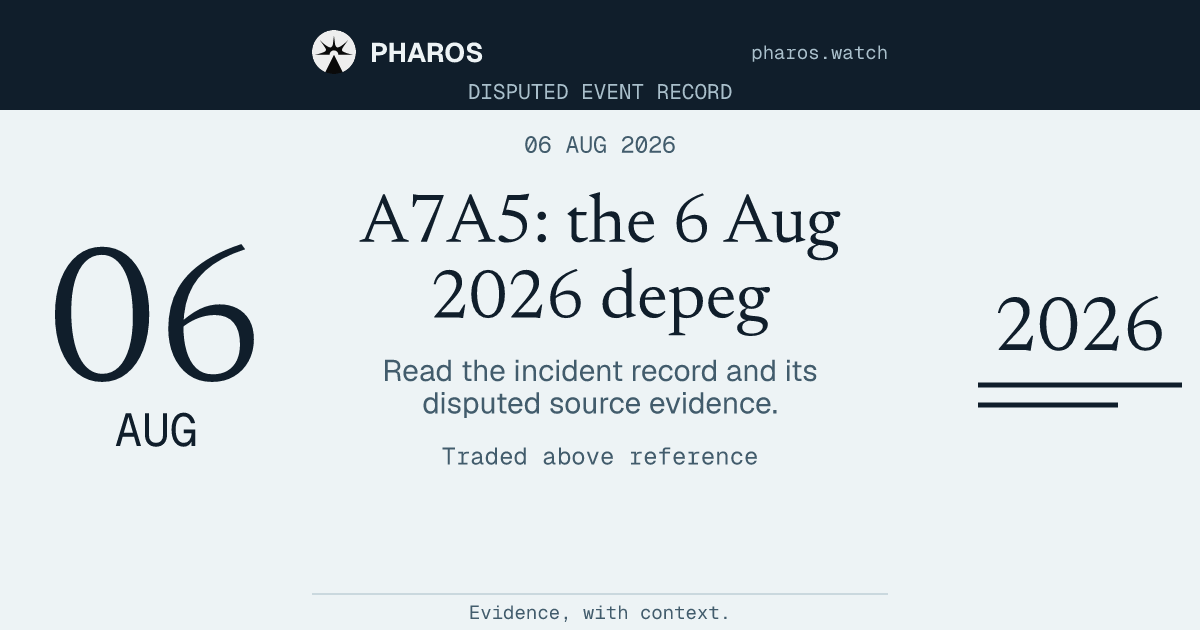 PHAROS
pharos.watch
DISPUTED EVENT RECORD
06 AUG 2026
A7A5: the 6 Aug
2026 depeg
Read the incident record and its
disputed source evidence.
Traded above reference
06
AUG
2026
Evidence, with context.